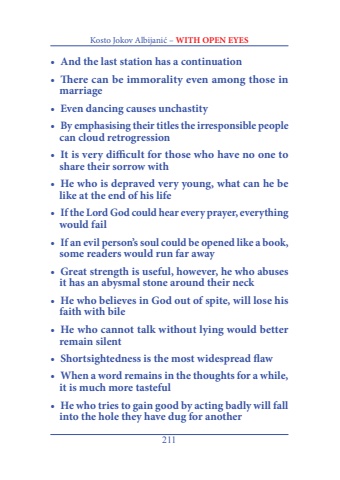 Kosto Jokov Albijanić – WITH OPEN EYES
• And the last station has a continuation
• There can be immorality even among those in
marriage
• Even dancing causes unchastity
• By emphasising their titles the irresponsible people
can cloud retrogression
• It is very difficult for those who have no one to
share their sorrow with
• He who is depraved very young, what can he be
like at the end of his life
• If the Lord God could hear every prayer, everything
would fail
• If an evil person's soul could be opened like a book,
some readers would run far away
• Great strength is useful, however, he who abuses
it has an abysmal stone around their neck
• He who believes in God out of spite, will lose his
faith with bile
• He who cannot talk without lying would better
remain silent
• Shortsightedness is the most widespread flaw
• When a word remains in the thoughts for a while,
it is much more tasteful
• He who tries to gain good by acting badly will fall
into the hole they have dug for another
211